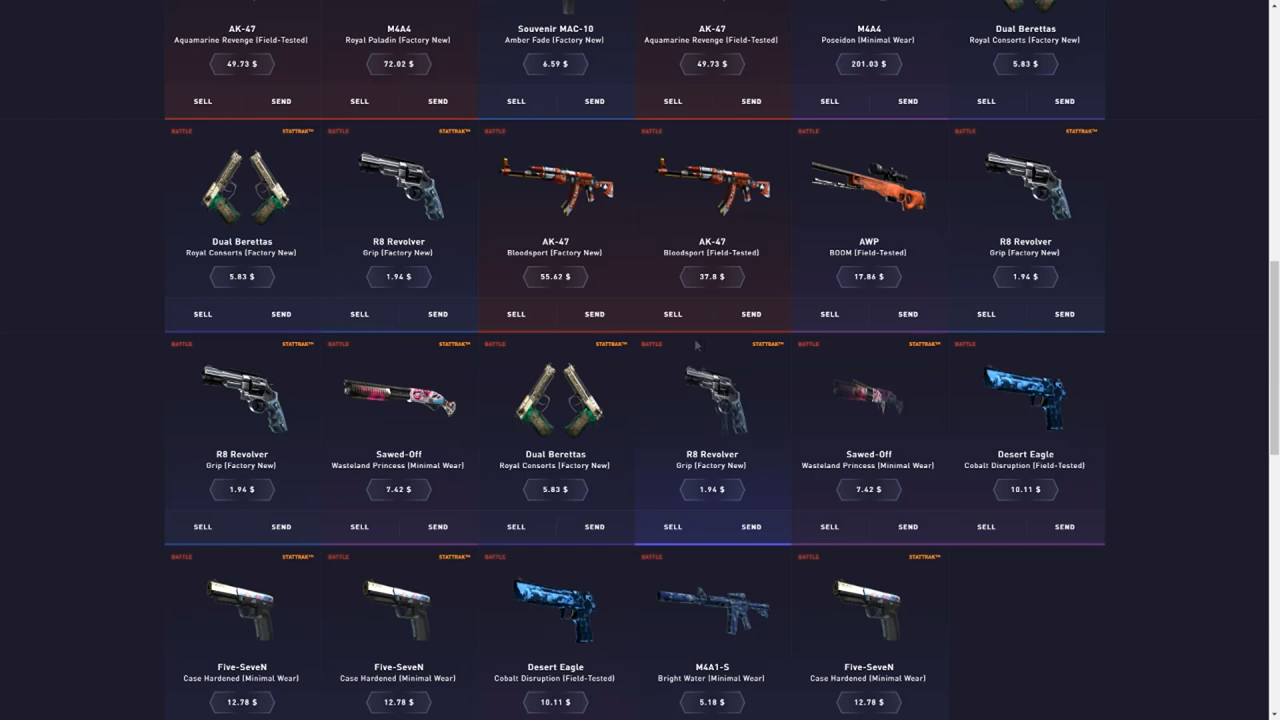 AK-47 M4A4 Souvenir MAC-10 AK-47 M4A4 Dual Berettas
Aquamarine Revenge (Field-Tested) Royal Paladin (Factory New) Amber Fade (Factory New) Aquamarine Revenge (Field-Tested) Poseidon (Minimal Wear) Royal Consorts (Factory New)
49.73 $ 72.02 $ 6.59 $ 49.73 $ 201.03 $ 5.83 $
SELL SEND SELL SEND SELL SEND SELL SEND SELL SEND SELL SEND
BATTLE STATTRAK™ BATTLE STATTRAK™ BATTLE BATTLE BATTLE BATTLE STATTRAK™
Dual Berettas R8 Revolver AK-47 AK-47 AWP R8 Revolver
Royal Consorts (Factory New) Grip (Factory New) Bloodsport (Factory New) Bloodsport (Field-Tested) BOOM (Field-Tested) Grip (Factory New)
5.83 $ 1.94 $ 55.62 $ 37.8 $ 17.86 $ 1.94 $
SELL SEND SELL SEND SELL SEND SELL SEND SELL SEND SELL SEND
BATTLE STATTRAK™ BATTLE STATTRAK™ BATTLE STATTRAK™ BATTLE STATTRAK™ BATTLE STATTRAK™ BATTLE
R8 Revolver Sawed-Off Dual Berettas R8 Revolver Sawed-Off Desert Eagle
Grip (Factory New) Wasteland Princess (Minimal Wear) Royal Consorts (Factory New) Grip (Factory New) Wasteland Princess (Minimal Wear) Cobalt Disruption (Field-Tested)
1.94 $ 7.42 $ 5.83 $ 1.94 $ 7.42 $ 10.11 $
SELL SEND SELL SEND SELL SEND SELL SEND SELL SEND SELL SEND
BATTLE STATTRAK™ BATTLE STATTRAK™ BATTLE BATTLE BATTLE STATTRAK™
Five-SeveN Five-SeveN Desert Eagle M4A1-S Five-SeveN
Case Hardened (Minimal Wear) Case Hardened (Minimal Wear) Cobalt Disruption (Field-Tested) Bright Water (Minimal Wear) Case Hardened (Minimal Wear)
12.78 $ 12.78 $ 10.11 $ 5.18 $ 12.78 $